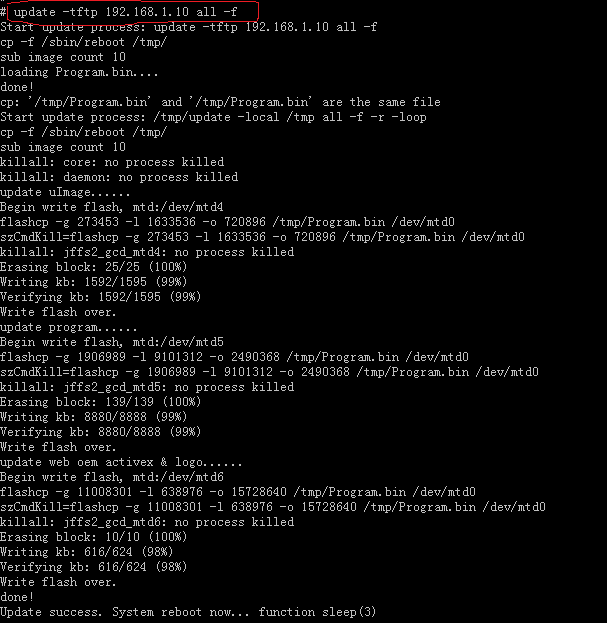 # update -tftp 192.168.1.10 all -f
Start update process: update -tftp 192.168.1.10 all -f
cp -f /sbin/reboot /tmp/
sub image count 10
loading Program.bin....
done!
cp: '/tmp/Program.bin' and '/tmp/Program.bin' are the same file
Start update process: /tmp/update -local /tmp all -f -r -loop
cp -f /sbin/reboot /tmp/
sub image count 10
killall: core: no process killed
killall: daemon: no process killed
update uImage......
Begin write flash, mtd:/dev/mtd4
flashcp -g 273453 -l 1633536 -o 720896 /tmp/Program.bin /dev/mtd0
szCmdKill=flashcp -g 273453 -l 1633536 -o 720896 /tmp/Program.bin /dev/mtd0
killall: jffs2_gcd_mtd4: no process killed
Erasing block: 25/25 (100%)
Writing kb: 1592/1595 (99%)
Verifying kb: 1592/1595 (99%)
Write flash over.
update program......
Begin write flash, mtd:/dev/mtd5
flashcp -g 1906989 -l 9101312 -o 2490368 /tmp/Program.bin /dev/mtd0
szCmdKill=flashcp -g 1906989 -l 9101312 -o 2490368 /tmp/Program.bin /dev/mtd0
killall: jffs2_gcd_mtd5: no process killed
Erasing block: 139/139 (100%)
Writing kb: 8880/8888 (99%)
Verifying kb: 8880/8888 (99%)
Write flash over.
update web oem activex & logo......
Begin write flash, mtd:/dev/mtd6
flashcp -g 11008301 -l 638976 -o 15728640 /tmp/Program.bin /dev/mtd0
szCmdKill=flashcp -g 11008301 -l 638976 -o 15728640 /tmp/Program.bin /dev/mtd0
killall: jffs2_gcd_mtd6: no process killed
Erasing block: 10/10 (100%)
Writing kb: 616/624 (98%)
Verifying kb: 616/624 (98%)
Write flash over.
done!
Update success. System reboot now... function sleep(3)